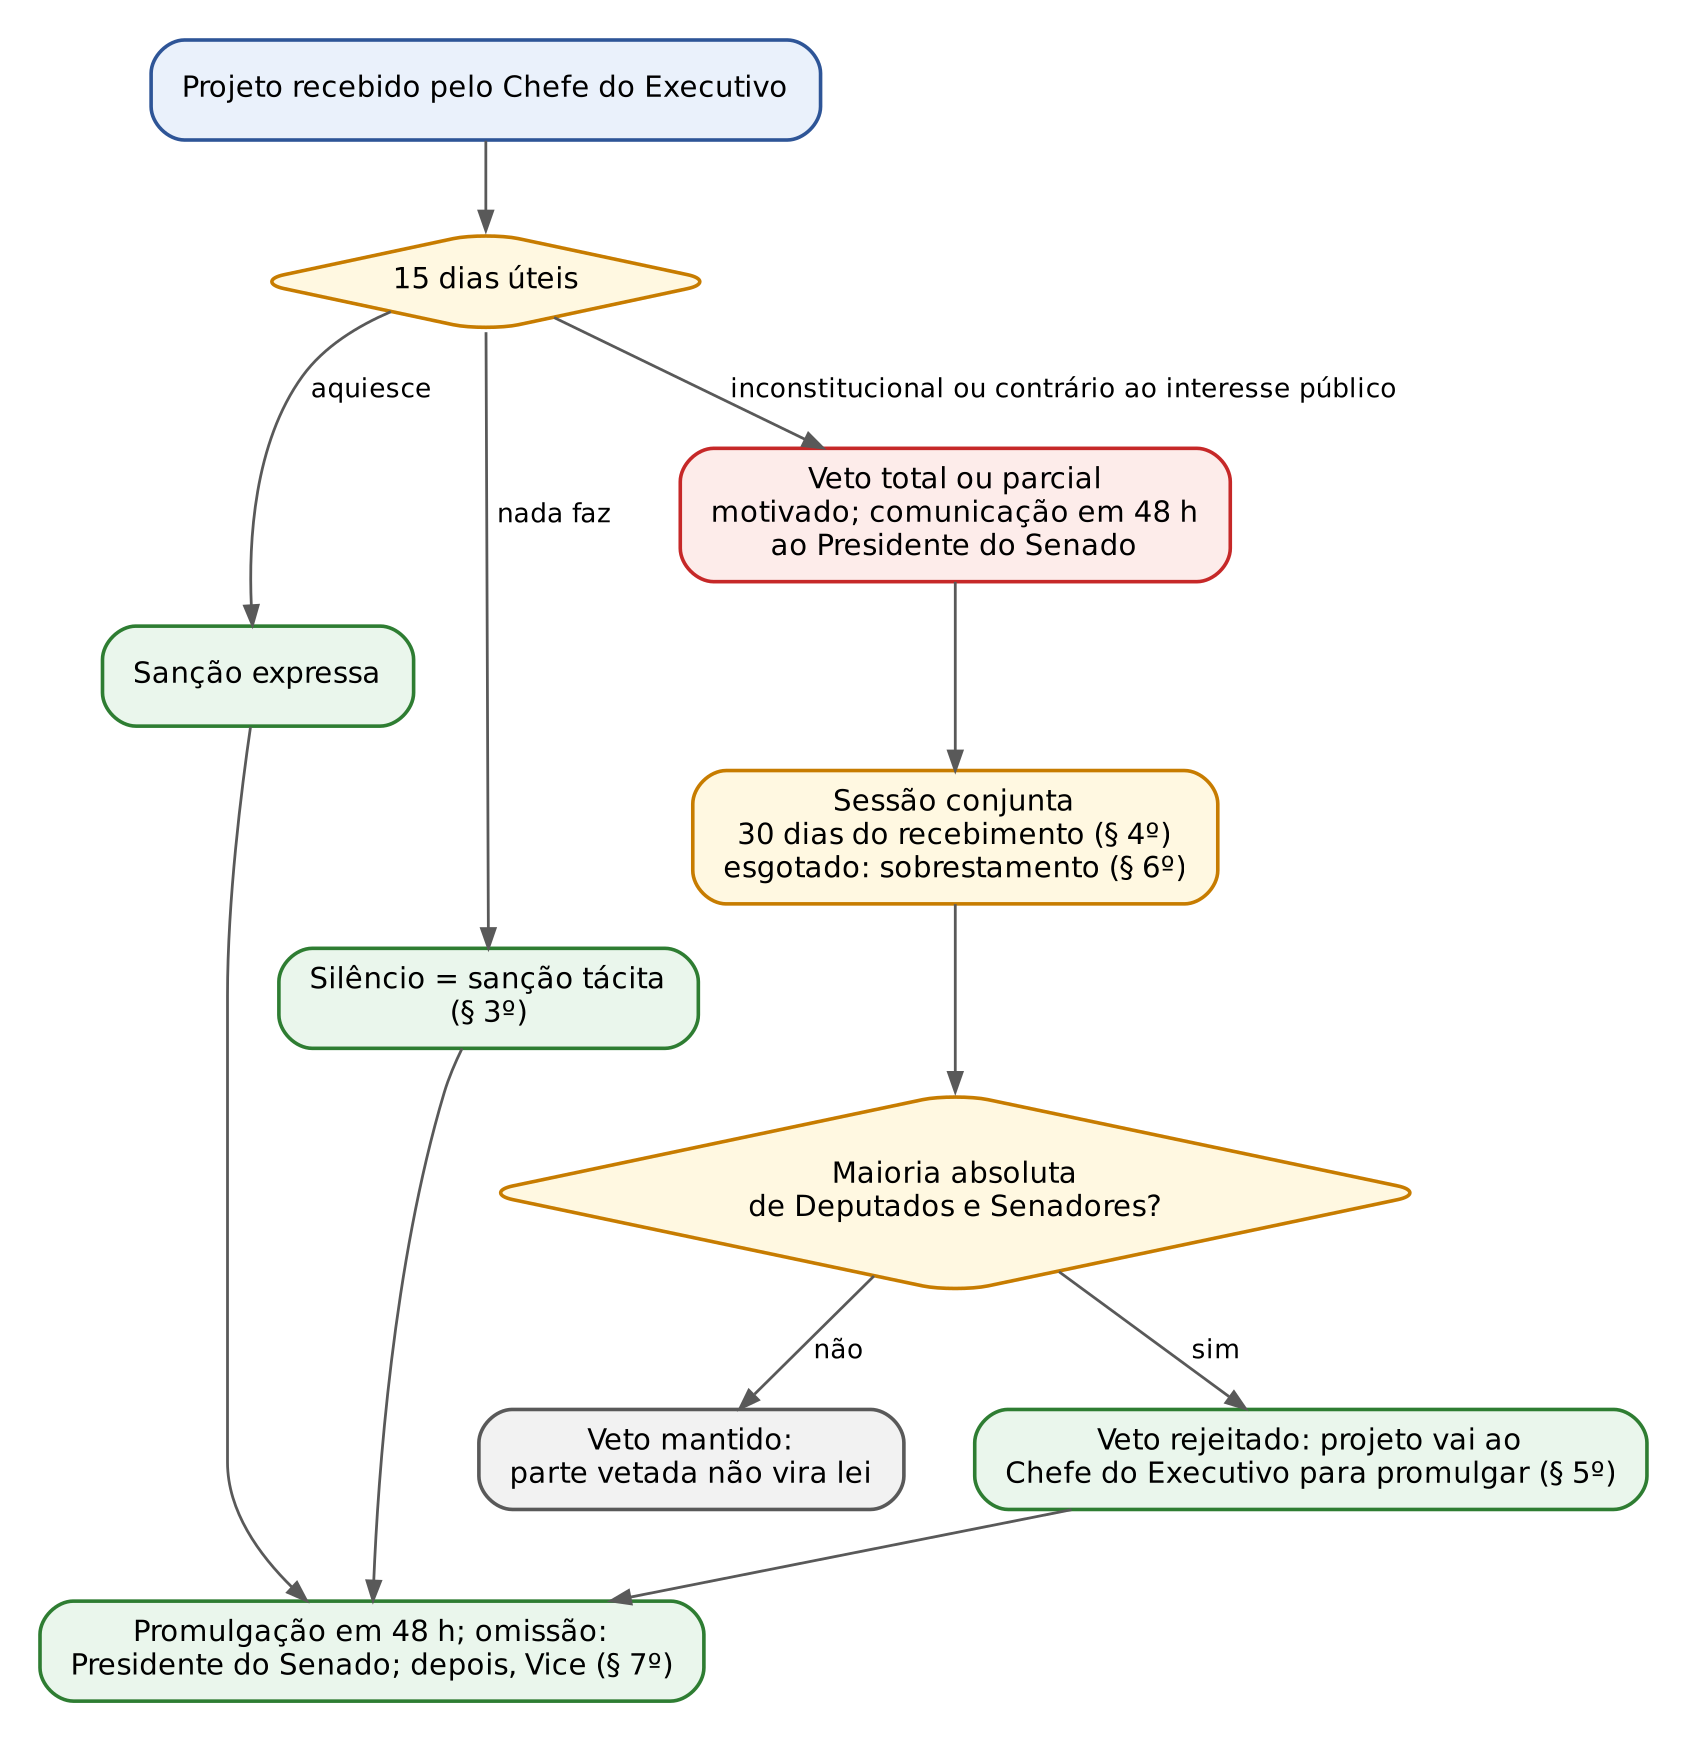 Projeto recebido pelo Chefe do Executivo
15 dias úteis
aquiesce
inconstitucional ou contrário ao interesse público
nada faz
Veto total ou parcial
motivado; comunicação em 48 h
ao Presidente do Senado
Sanção expressa
Sessão conjunta
30 dias do recebimento (§ 4º)
esgotado: sobrestamento (§ 6º)
Silêncio = sanção tácita
(§ 3º)
Maioria absoluta
de Deputados e Senadores?
não
sim
Veto mantido:
parte vetada não vira lei
Veto rejeitado: projeto vai ao
Chefe do Executivo para promulgar (§ 5º)
Promulgação em 48 h; omissão:
Presidente do Senado; depois, Vice (§ 7º)